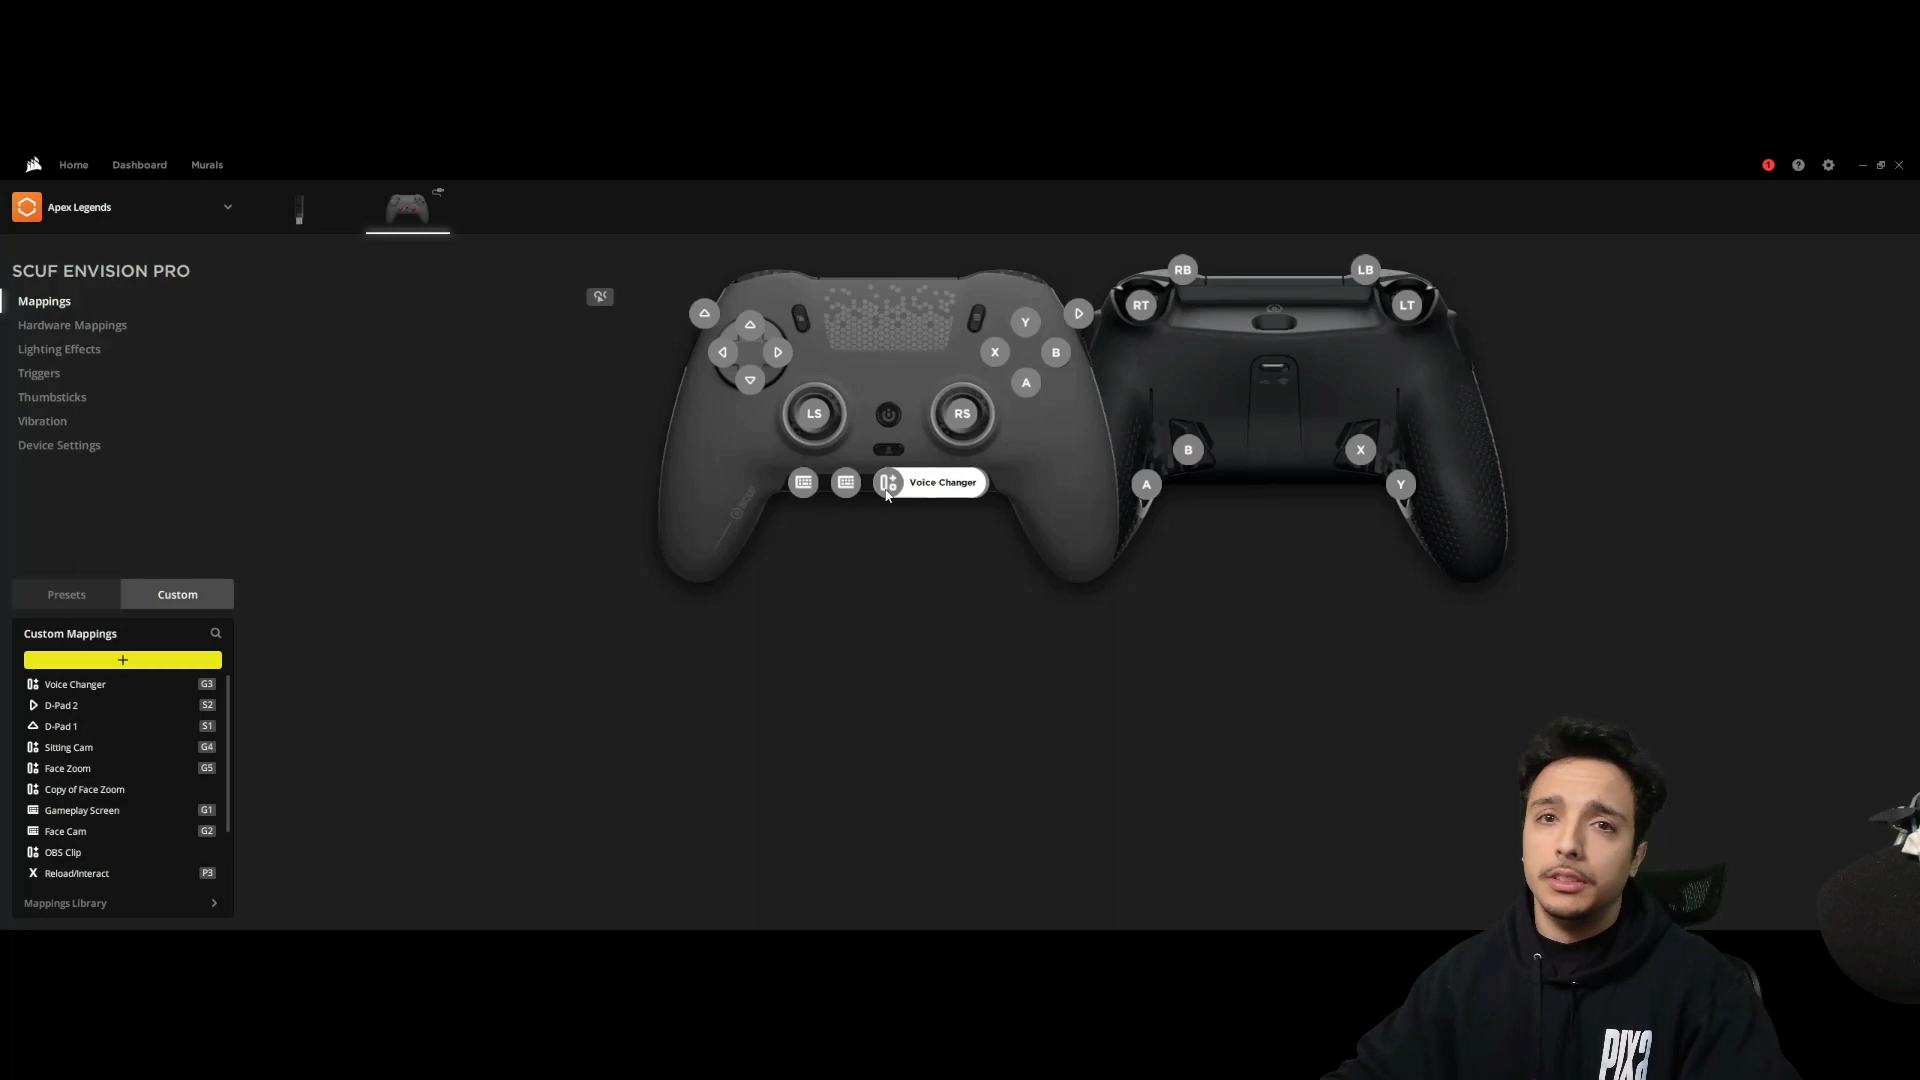 Home Dashboard Murals
1
Apex Legends
SCUF ENVISION PRO
Mappings
Hardware Mappings
Lighting Effects
Triggers
Thumbsticks
Vibration
Device Settings
RB LB
RT LT
Y
X B
A
LS RS
B X
A Y
Voice Changer
SCUF
Presets Custom
Custom Mappings
+
Voice Changer G3
D-Pad 2 S2
D-Pad 1 S1
Sitting Cam G4
Face Zoom G5
Copy of Face Zoom
Gameplay Screen G1
Face Cam G2
OBS Clip
X Reload/Interact P3
Mappings Library
PIXA